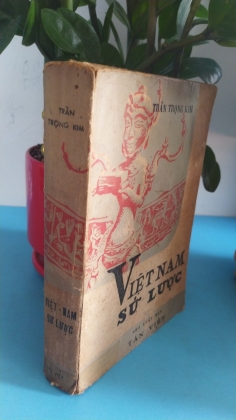 TRẦN
TRỌNG KIM
VIỆT-NAM
SỬ LƯỢC
TRẦN TRỌNG KIM
VIỆT NAM
SỬ LƯỢC
TÂN VIỆT